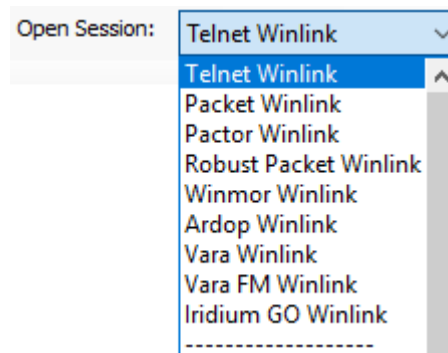 Open Session: Telnet Winlink
Telnet Winlink
Packet Winlink
Pactor Winlink
Robust Packet Winlink
Winmor Winlink
Ardop Winlink
Vara Winlink
Vara FM Winlink
Iridium GO Winlink
-------------------